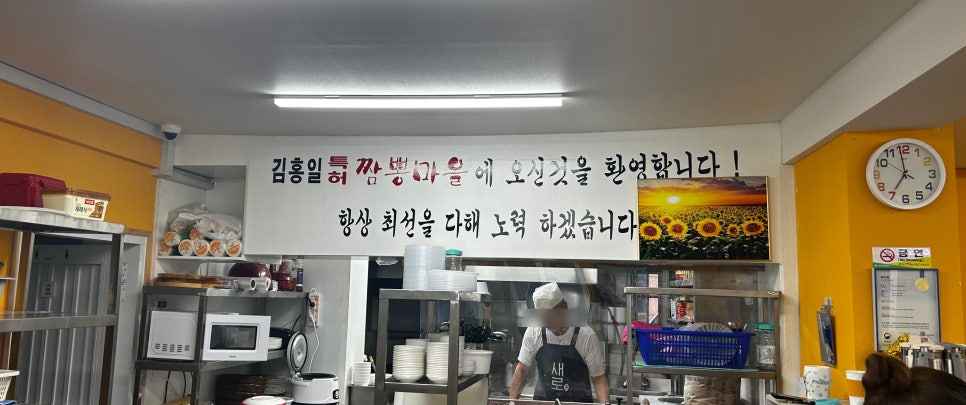 김홍일 특허 짬뽕마을에 오신것을 환영합니다!
항상 최선을 다해 노력 하겠습니다
금연
새로